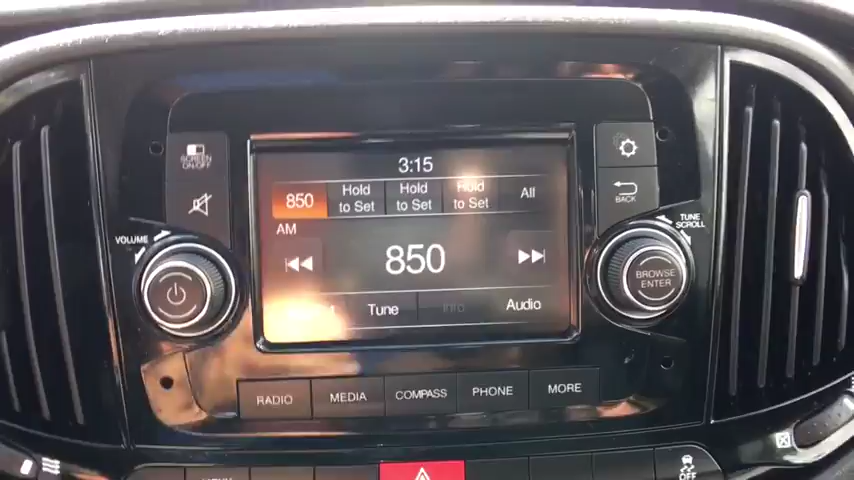 3:15
SCREEN
ON/OFF
850
Hold
to Set
Hold
to Set
Hold
to Set
All
BACK
AM
TUNE
SCROLL
VOLUME
850
BROWSE
ENTER
Tune
Info
Audio
RADIO
MEDIA
COMPASS
PHONE
MORE
OFF